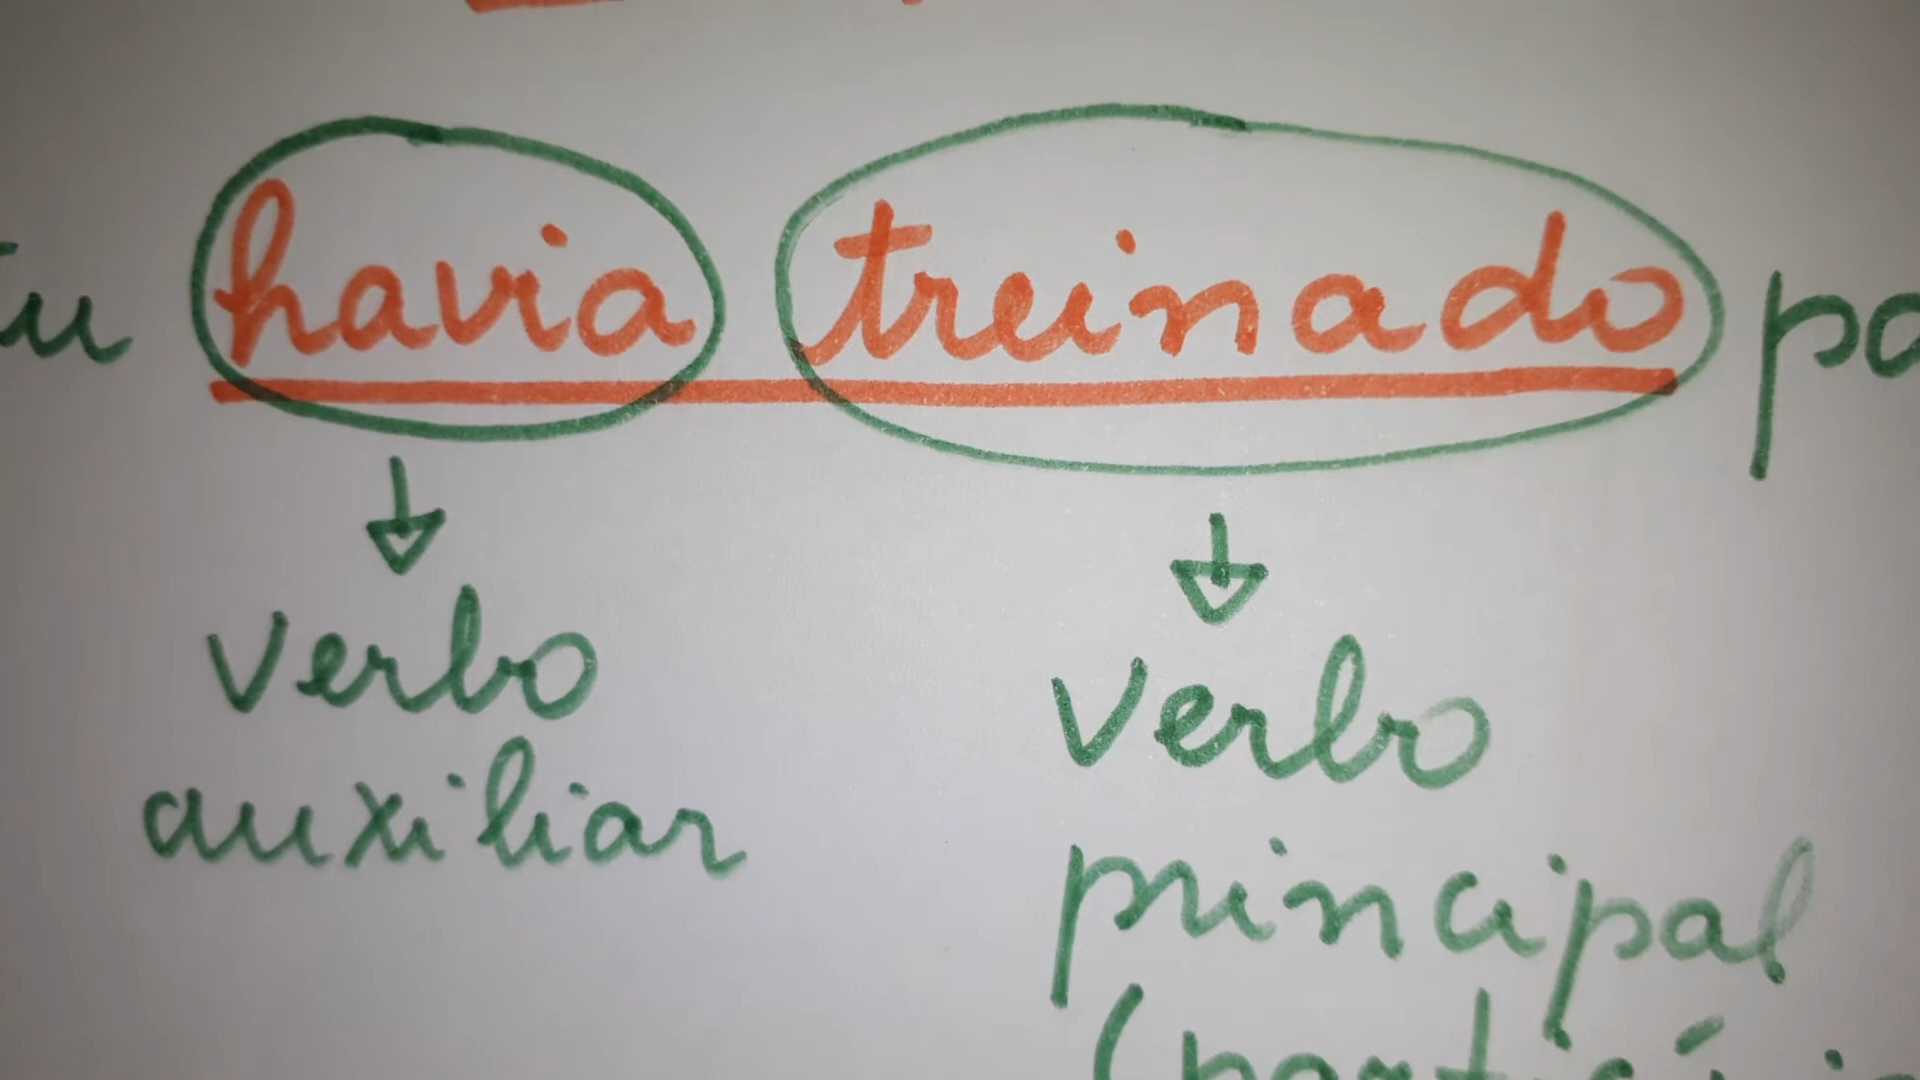 havia treinado
verbo verbo
auxiliar principal